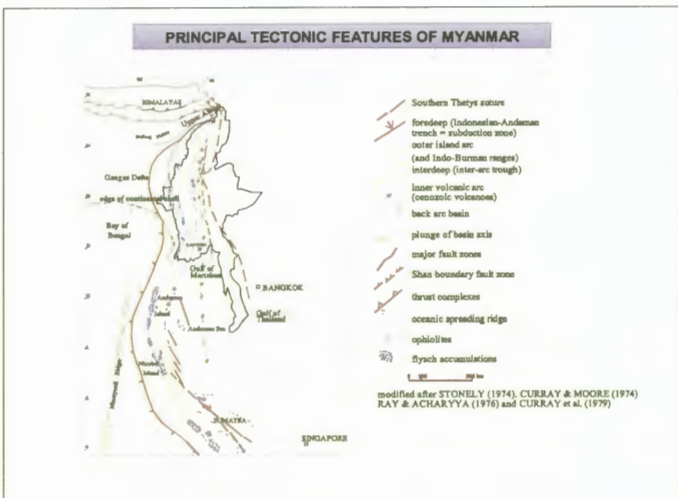 PRINCIPAL TECTONIC FEATURES OF MYANMAR
HIMALAYAS
Upper
Gangas Delta
edge of continental
Bay of
Bengal
Gulf of
Martaban
BANGKOK
Gulf of
Thailand
Andaman
Island
Andaman Sea
Island
Ridge
SUMATRA
SINGAPORE
Southern Thetys suture
foredeep (Indonesian-Andaman
trench = subduction zone)
outer island arc
(and Indo-Burman ranges)
interdeep (inter-arc trough)
inner volcanic arc
(cenozoic volcanoes)
back arc basin
plunge of basin axis
major fault zones
Shan boundary fault zone
thrust complexes
oceanic spreading ridge
ophiolites
flysch accumulations
modified after STONELY (1974). CURRAY & MOORE (1974)
RAY & ACHARYYA (1976) and CURRAY et al. (1979)